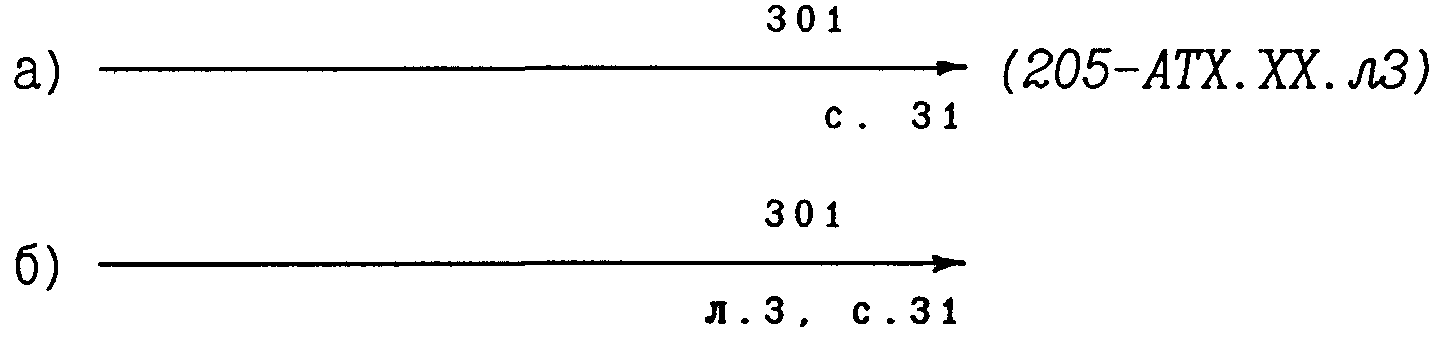 301
а) (205-АТХ.ХХ.л3)
с. 31
301
б)
л.3, с.31